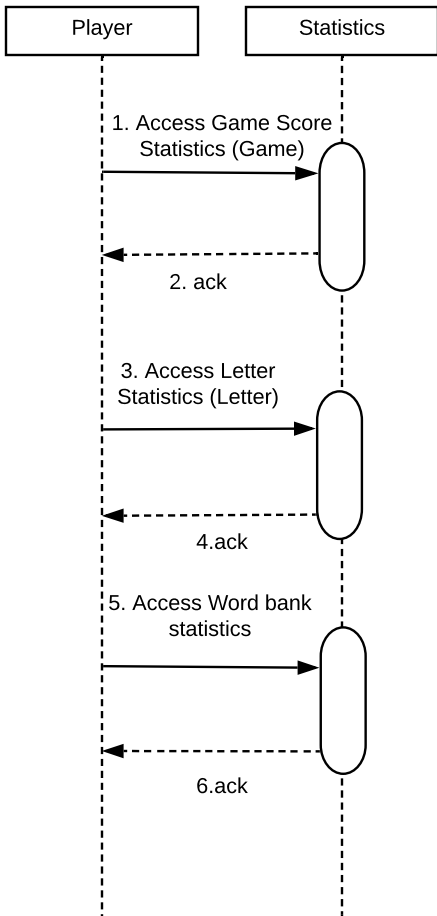 Player
Statistics
1. Access Game Score
Statistics (Game)
2. ack
3. Access Letter
Statistics (Letter)
4.ack
5. Access Word bank
statistics
6.ack